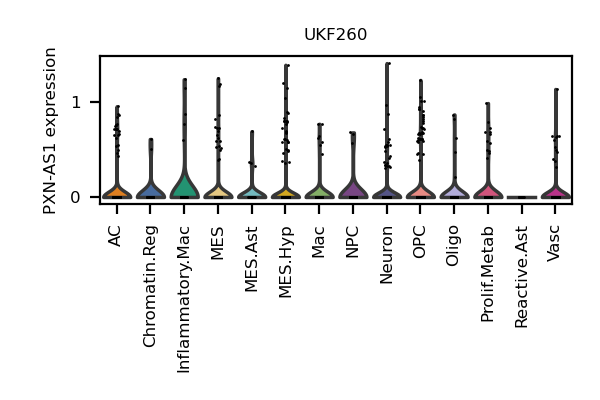 UKF260
PXN-AS1 expression
1
0
AC
Chromatin.Reg
Inflammatory.Mac
MES
MES.Ast
MES.Hyp
Mac
NPC
Neuron
OPC
Oligo
Prolif.Metab
Reactive.Ast
Vasc